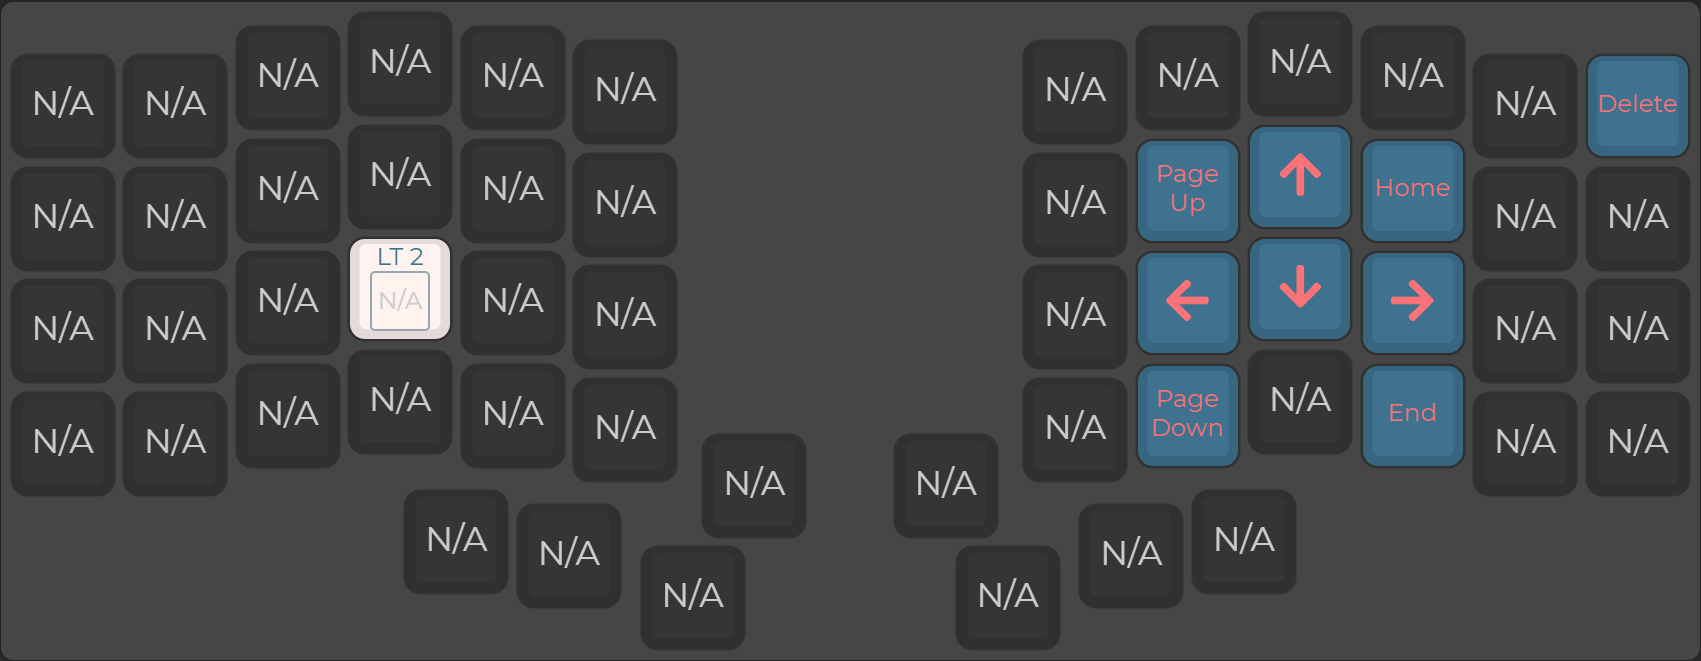 N/A N/A N/A N/A N/A N/A N/A N/A N/A N/A N/A Delete
N/A N/A N/A N/A N/A N/A N/A Page Up ↑ Home N/A N/A
N/A N/A N/A LT 2 N/A N/A N/A N/A ← ↓ → N/A N/A
N/A N/A N/A N/A N/A N/A N/A Page Down N/A End N/A N/A
N/A N/A
N/A N/A N/A N/A
N/A N/A